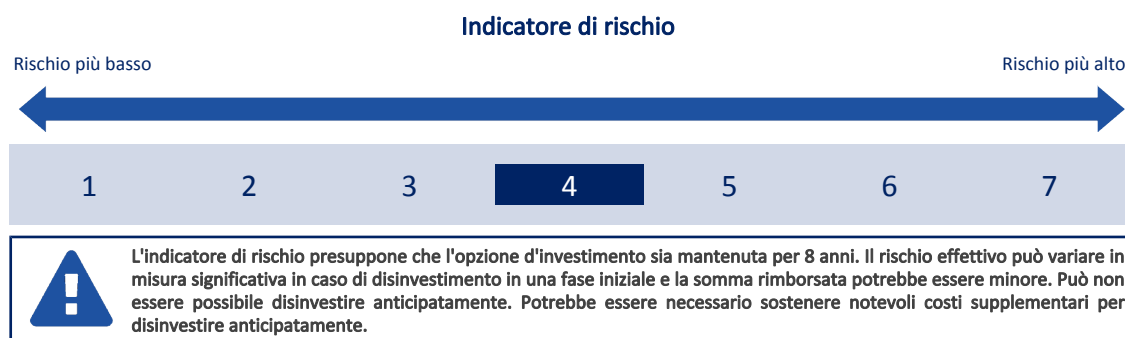 Indicatore di rischio
Rischio più basso
Rischio più alto
1 2 3 4 5 6 7
L'indicatore di rischio presuppone che l'opzione d'investimento sia mantenuta per 8 anni. Il rischio effettivo può variare in
misura significativa in caso di disinvestimento in una fase iniziale e la somma rimborsata potrebbe essere minore. Può non
essere possibile disinvestire anticipatamente. Potrebbe essere necessario sostenere notevoli costi supplementari per
disinvestire anticipatamente.